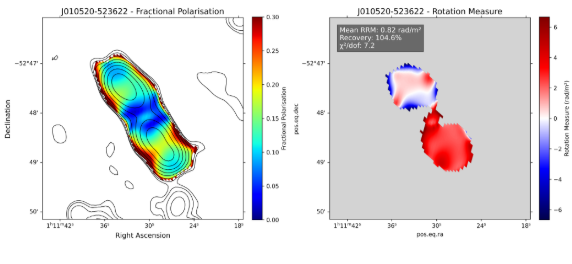 J010520-523622 - Fractional Polarisation
0.30
0.25
0.20
0.15
0.10
0.05
0.00
Fractional Polarisation
−52°47'
48'
49'
50'
Declination
1ʰ11ᵐ42ˢ
36ˢ
30ˢ
24ˢ
18ˢ
Right Ascension
J010520-523622 - Rotation Measure
Mean RRM: 0.82 rad/m²
Recovery: 104.6%
χ²/dof: 7.2
6
4
2
0
−2
−4
−6
Rotation Measure (rad/m²)
−52°47'
48'
49'
50'
pos.eq.dec
1ʰ11ᵐ42ˢ
36ˢ
30ˢ
24ˢ
18ˢ
pos.eq.ra